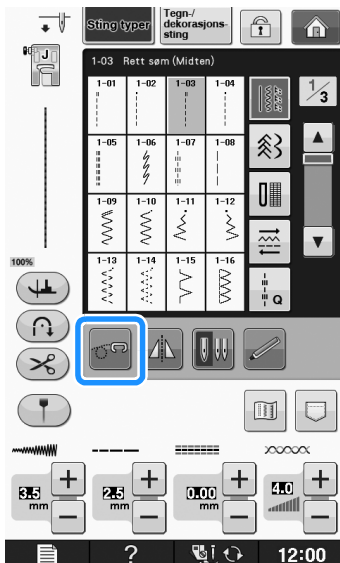 Sting typer
Tegn-/
dekorasjons-
sting
J
1-03 Rett søm (Midten)
1/3
1-01 1-02 1-03 1-04
1-05 1-06 1-07 1-08
1-09 1-10 1-11 1-12
1-13 1-14 1-15 1-16
Q
100%
3.5 mm
2.5 mm
0.00 mm
4.0
?
12:00